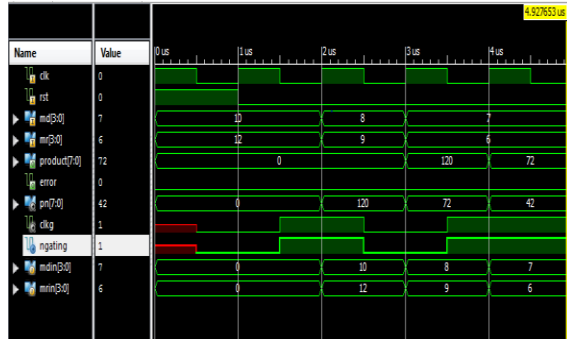 4.927653 us
Name Value 0 us 1 us 2 us 3 us 4 us
clk 0
rst 0
md[3:0] 7 10 8 7
mr[3:0] 6 12 9 6
product[7:0] 72 0 120 72
error 0
pn[7:0] 42 0 120 72 42
clkg 1
ngating 1
mdin[3:0] 7 0 10 8 7
mrin[3:0] 6 0 12 9 6